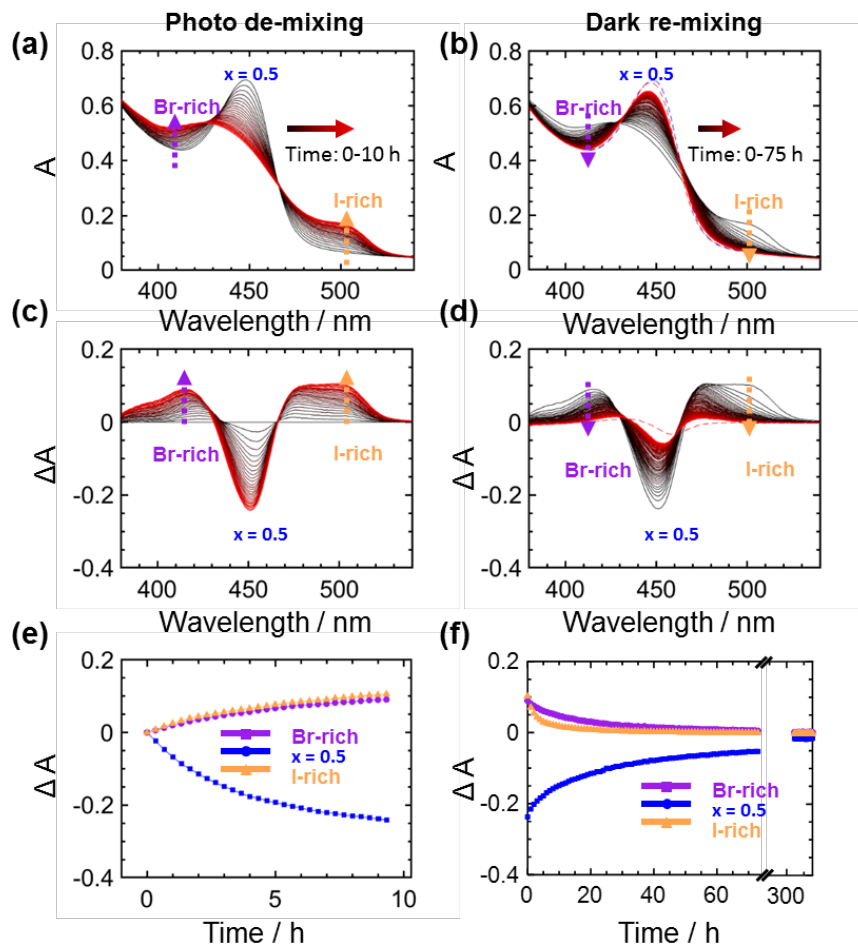 Photo de-mixing
Dark re-mixing
(a)
0.8
0.6
0.4
0.2
0
A
x = 0.5
Br-rich
Time: 0-10 h
I-rich
400
450
500
Wavelength / nm
(b)
0.8
0.6
0.4
0.2
0
A
x = 0.5
Br-rich
Time: 0-75 h
I-rich
400
450
500
Wavelength / nm
(c)
0.2
0
-0.2
-0.4
Δ A
Br-rich
I-rich
x = 0.5
400
450
500
Wavelength / nm
(d)
0.2
0
-0.2
-0.4
Δ A
Br-rich
I-rich
x = 0.5
400
450
500
Wavelength / nm
(e)
0.2
0
-0.2
-0.4
Δ A
Br-rich
x = 0.5
I-rich
0
2
4
6
8
10
Time / h
(f)
0.2
0
-0.2
-0.4
Δ A
Br-rich
x = 0.5
I-rich
0
20
40
60
300
Time / h